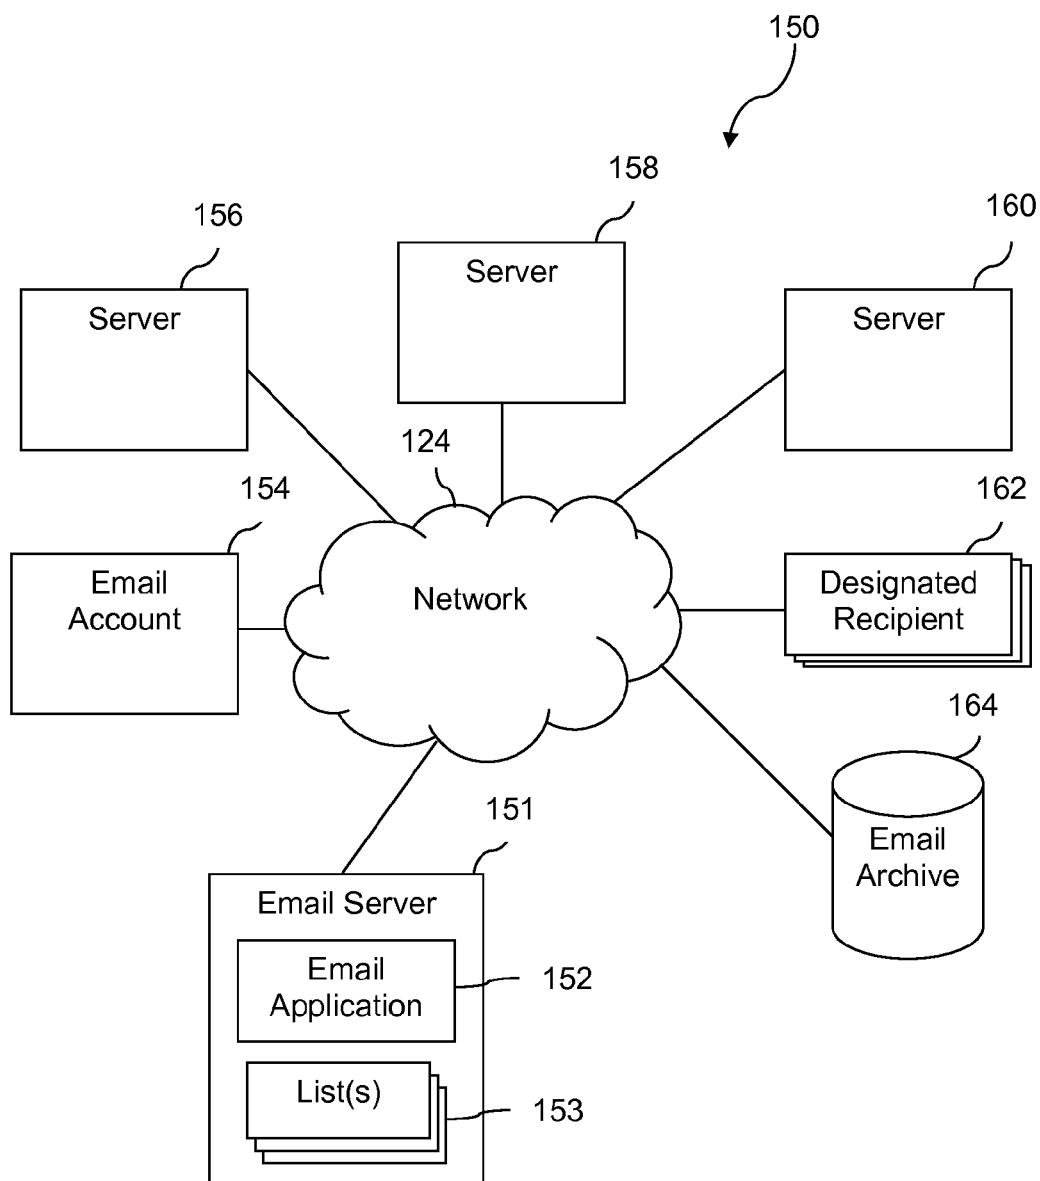 150
158
156
160
Server
Server
Server
124
154
162
Email
Account
Network
Designated
Recipient
164
151
Email
Archive
Email Server
Email
Application
152
List(s)
153